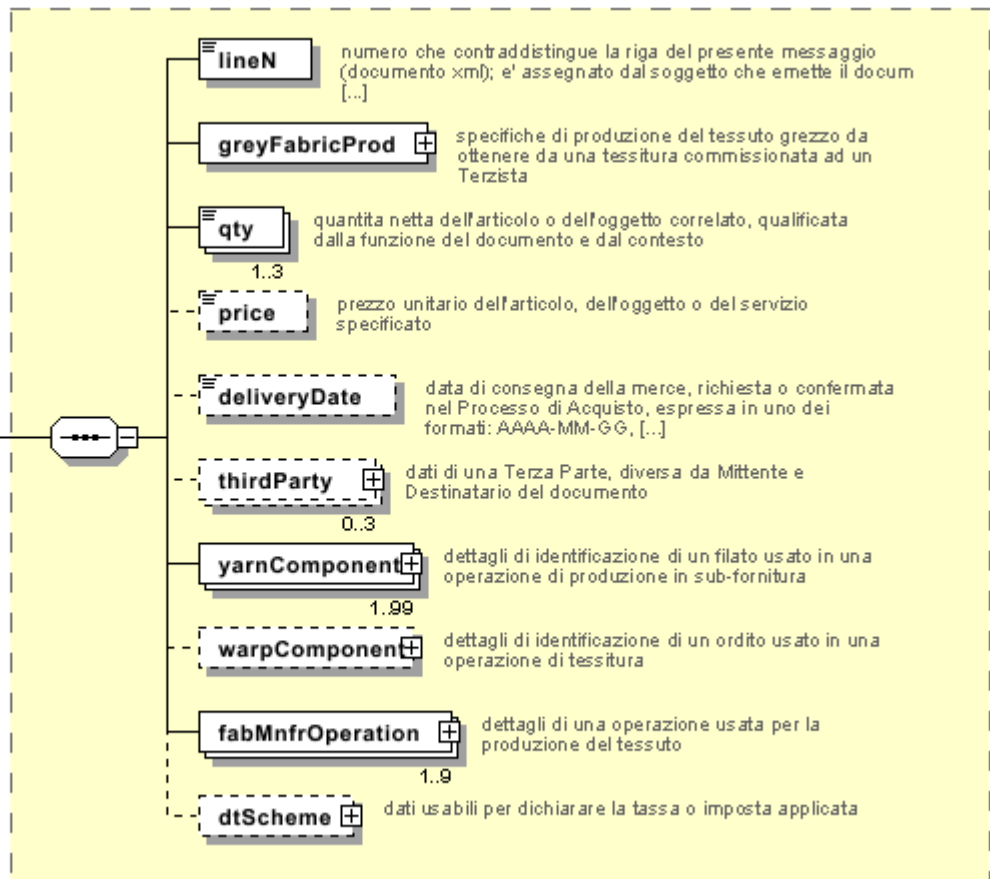 lineN
numero che contraddistingue la riga del presente messaggio
(documento xml); e' assegnato dal soggetto che emette il docum
[...]
greyFabricProd
specifiche di produzione del tessuto grezzo da
ottenere da una tessitura commissionata ad un
Terzista
qty
quantita netta dell'articolo o dell'oggetto correlato, qualificata
dalla funzione del documento e dal contesto
1..3
price
prezzo unitario dell'articolo, dell'oggetto o del servizio
specificato
deliveryDate
data di consegna della merce, richiesta o confermata
nel Processo di Acquisto, espressa in uno dei
formati: AAAA-MM-GG, [...]
thirdParty
dati di una Terza Parte, diversa da Mittente e
Destinatario del documento
0..3
yarnComponent
dettagli di identificazione di un filato usato in una
operazione di produzione in sub-fornitura
1..99
warpComponent
dettagli di identificazione di un ordito usato in una
operazione di tessitura
fabMnfrOperation
dettagli di una operazione usata per la
produzione del tessuto
1..9
dtScheme
dati usabili per dichiarare la tassa o imposta applicata